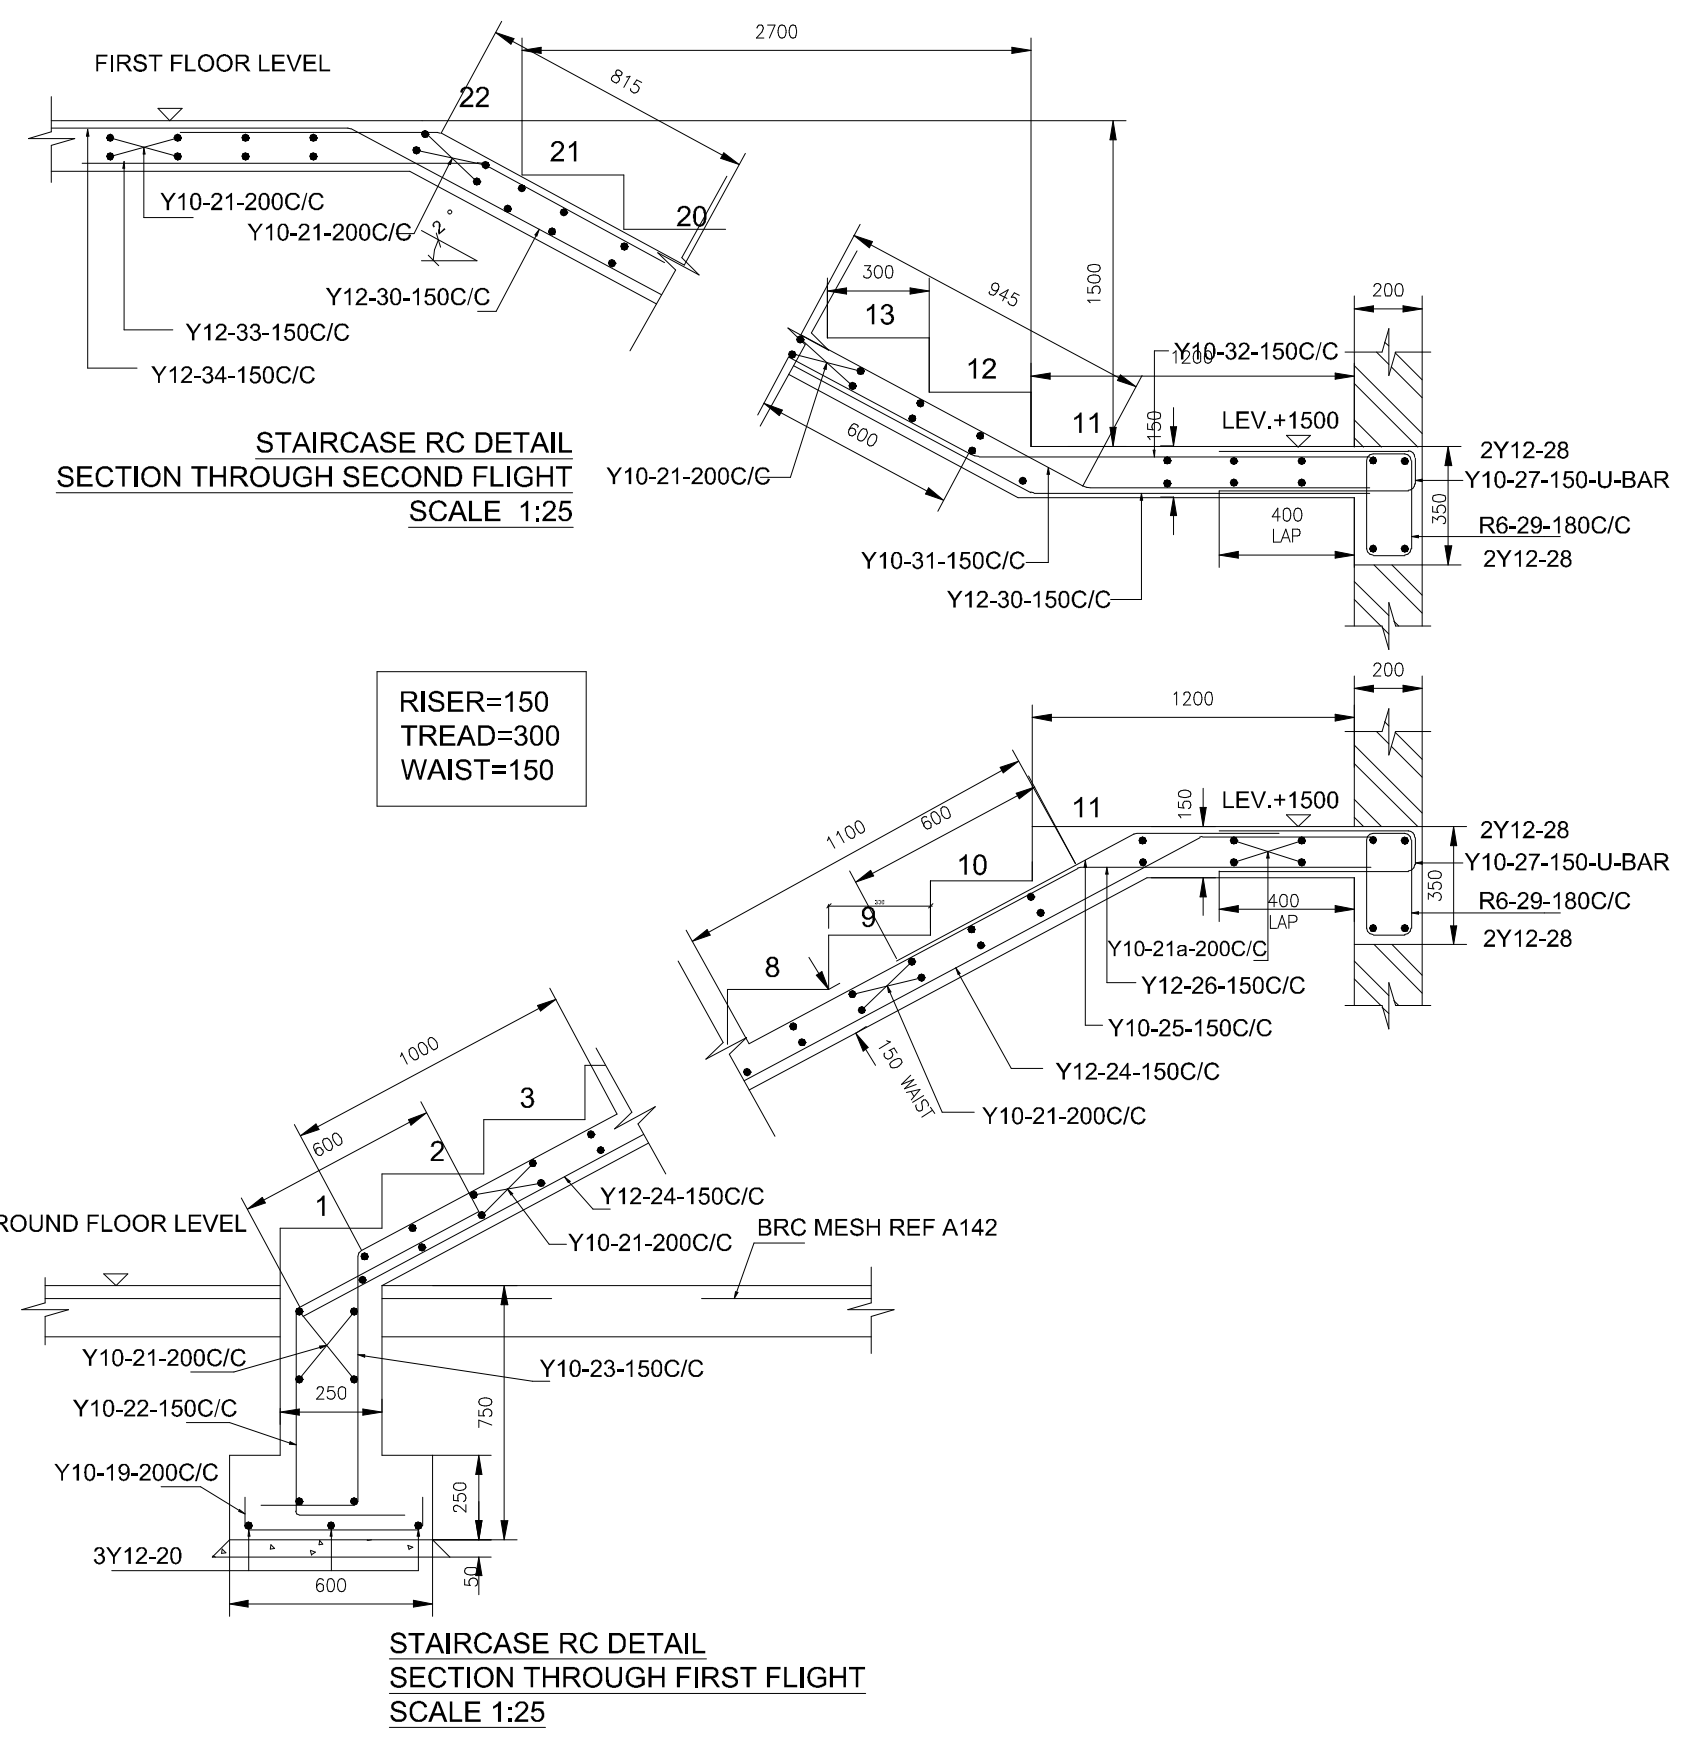 2700
FIRST FLOOR LEVEL
815
22
21
20
Y10-21-200C/C
Y10-21-200C/C
2 °
Y12-30-150C/C
Y12-33-150C/C
Y12-34-150C/C
1500
300
945
200
13
12
11
Y10-32-150C/C
1200
150
LEV.+1500
600
Y10-21-200C/C
2Y12-28
Y10-27-150-U-BAR
350
R6-29-180C/C
2Y12-28
400
LAP
Y10-31-150C/C
Y12-30-150C/C
STAIRCASE RC DETAIL
SECTION THROUGH SECOND FLIGHT
SCALE 1:25
RISER=150
TREAD=300
WAIST=150
200
1200
1100
600
11
150
LEV.+1500
10
9
8
2Y12-28
Y10-27-150-U-BAR
350
R6-29-180C/C
2Y12-28
400
LAP
Y10-21a-200C/C
Y12-26-150C/C
Y10-25-150C/C
Y12-24-150C/C
150 WAIST
Y10-21-200C/C
1000
600
3
2
1
Y12-24-150C/C
ROUND FLOOR LEVEL
Y10-21-200C/C
BRC MESH REF A142
Y10-21-200C/C
Y10-23-150C/C
250
Y10-22-150C/C
750
Y10-19-200C/C
250
3Y12-20
600
50
STAIRCASE RC DETAIL
SECTION THROUGH FIRST FLIGHT
SCALE 1:25